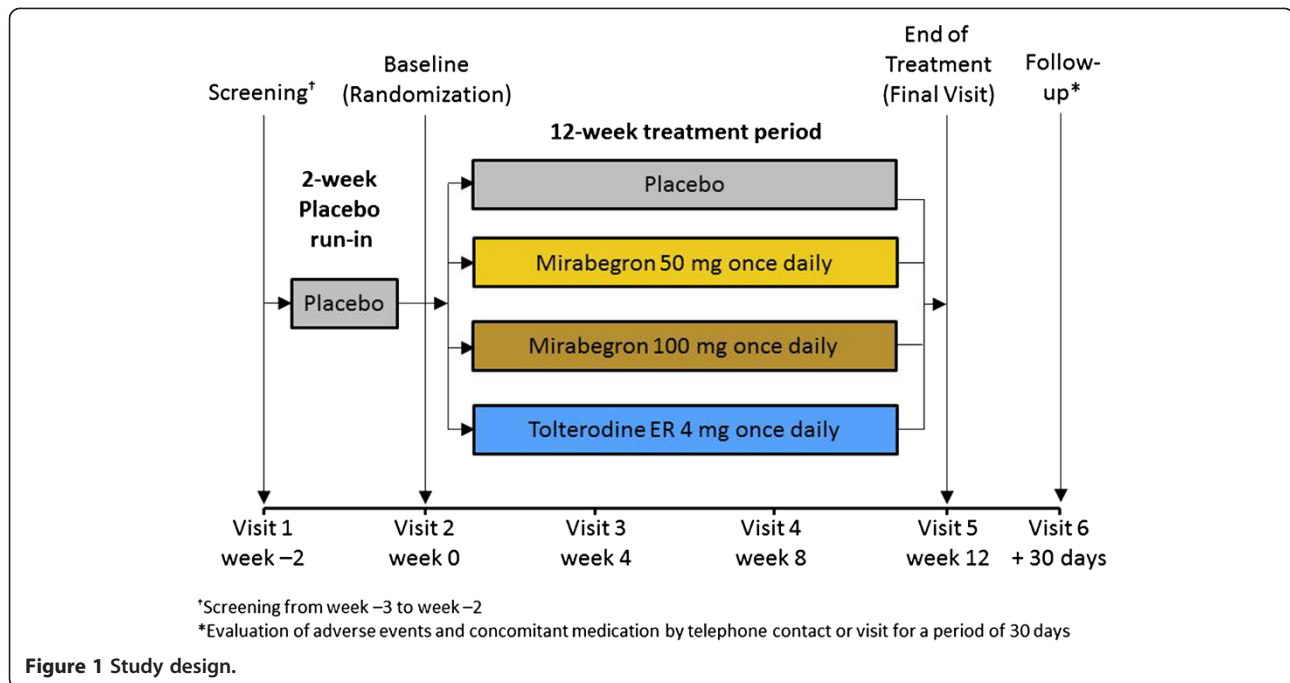 Screening†
Baseline
(Randomization)
End of
Treatment
(Final Visit)
Follow-
up*
12-week treatment period
2-week
Placebo
run-in
Placebo
Placebo
Mirabegron 50 mg once daily
Mirabegron 100 mg once daily
Tolterodine ER 4 mg once daily
Visit 1
week –2
Visit 2
week 0
Visit 3
week 4
Visit 4
week 8
Visit 5
week 12
Visit 6
+ 30 days
†Screening from week –3 to week –2
*Evaluation of adverse events and concomitant medication by telephone contact or visit for a period of 30 days
Figure 1 Study design.